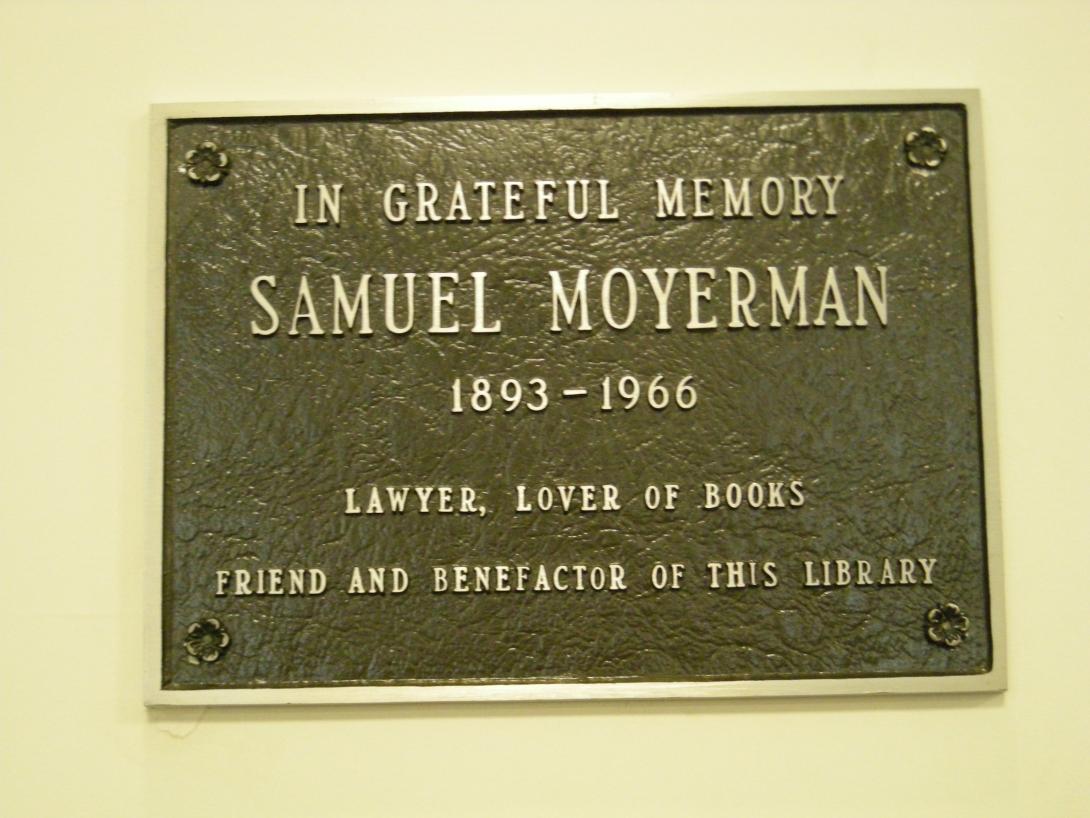 IN GRATEFUL MEMORY
SAMUEL MOYERMAN
1893-1966
LAWYER, LOVER OF BOOKS
FRIEND AND BENEFACTOR OF THIS LIBRARY